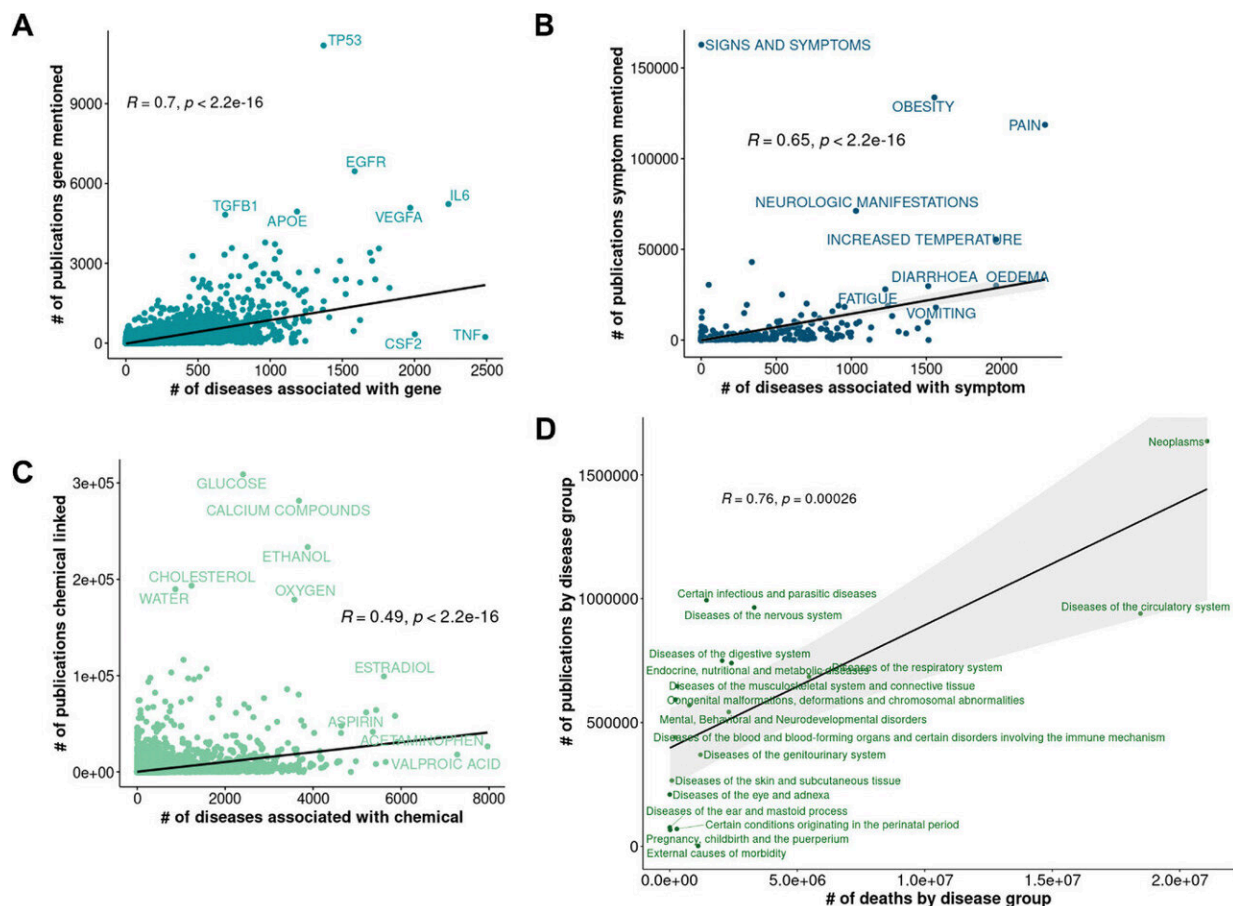 A
TP53
9000
R = 0.7, p < 2.2e-16
EGFR
6000
IL6
TGFB1
APOE
VEGFA
3000
CSF2
TNF
0
0 500 1000 1500 2000 2500
# of diseases associated with gene
# of publications gene mentioned
B
SIGNS AND SYMPTOMS
150000
OBESITY
PAIN
R = 0.65, p < 2.2e-16
100000
NEUROLOGIC MANIFESTATIONS
INCREASED TEMPERATURE
50000
DIARRHOEA OEDEMA
FATIGUE
VOMITING
0
0 500 1000 1500 2000
# of diseases associated with symptom
# of publications symptom mentioned
C
3e+05
GLUCOSE
CALCIUM COMPOUNDS
ETHANOL
2e+05
CHOLESTEROL
WATER
OXYGEN
R = 0.49, p < 2.2e-16
1e+05
ESTRADIOL
ASPIRIN
ACETAMINOPHEN
VALPROIC ACID
0e+00
0 2000 4000 6000 8000
# of diseases associated with chemical
# of publications chemical linked
D
Neoplasms
1500000
R = 0.76, p = 0.00026
Certain infectious and parasitic diseases
1000000
Diseases of the circulatory system
Diseases of the nervous system
Diseases of the digestive system
Endocrine, nutritional and metabolic diseases
Diseases of the respiratory system
Diseases of the musculoskeletal system and connective tissue
Congenital malformations, deformations and chromosomal abnormalities
Mental, Behavioral and Neurodevelopmental disorders
500000
Diseases of the blood and blood-forming organs and certain disorders involving the immune mechanism
Diseases of the genitourinary system
Diseases of the skin and subcutaneous tissue
Diseases of the eye and adnexa
Diseases of the ear and mastoid process
Certain conditions originating in the perinatal period
Pregnancy, childbirth and the puerperium
External causes of morbidity
0
0.0e+00 5.0e+06 1.0e+07 1.5e+07 2.0e+07
# of deaths by disease group
# of publications by disease group